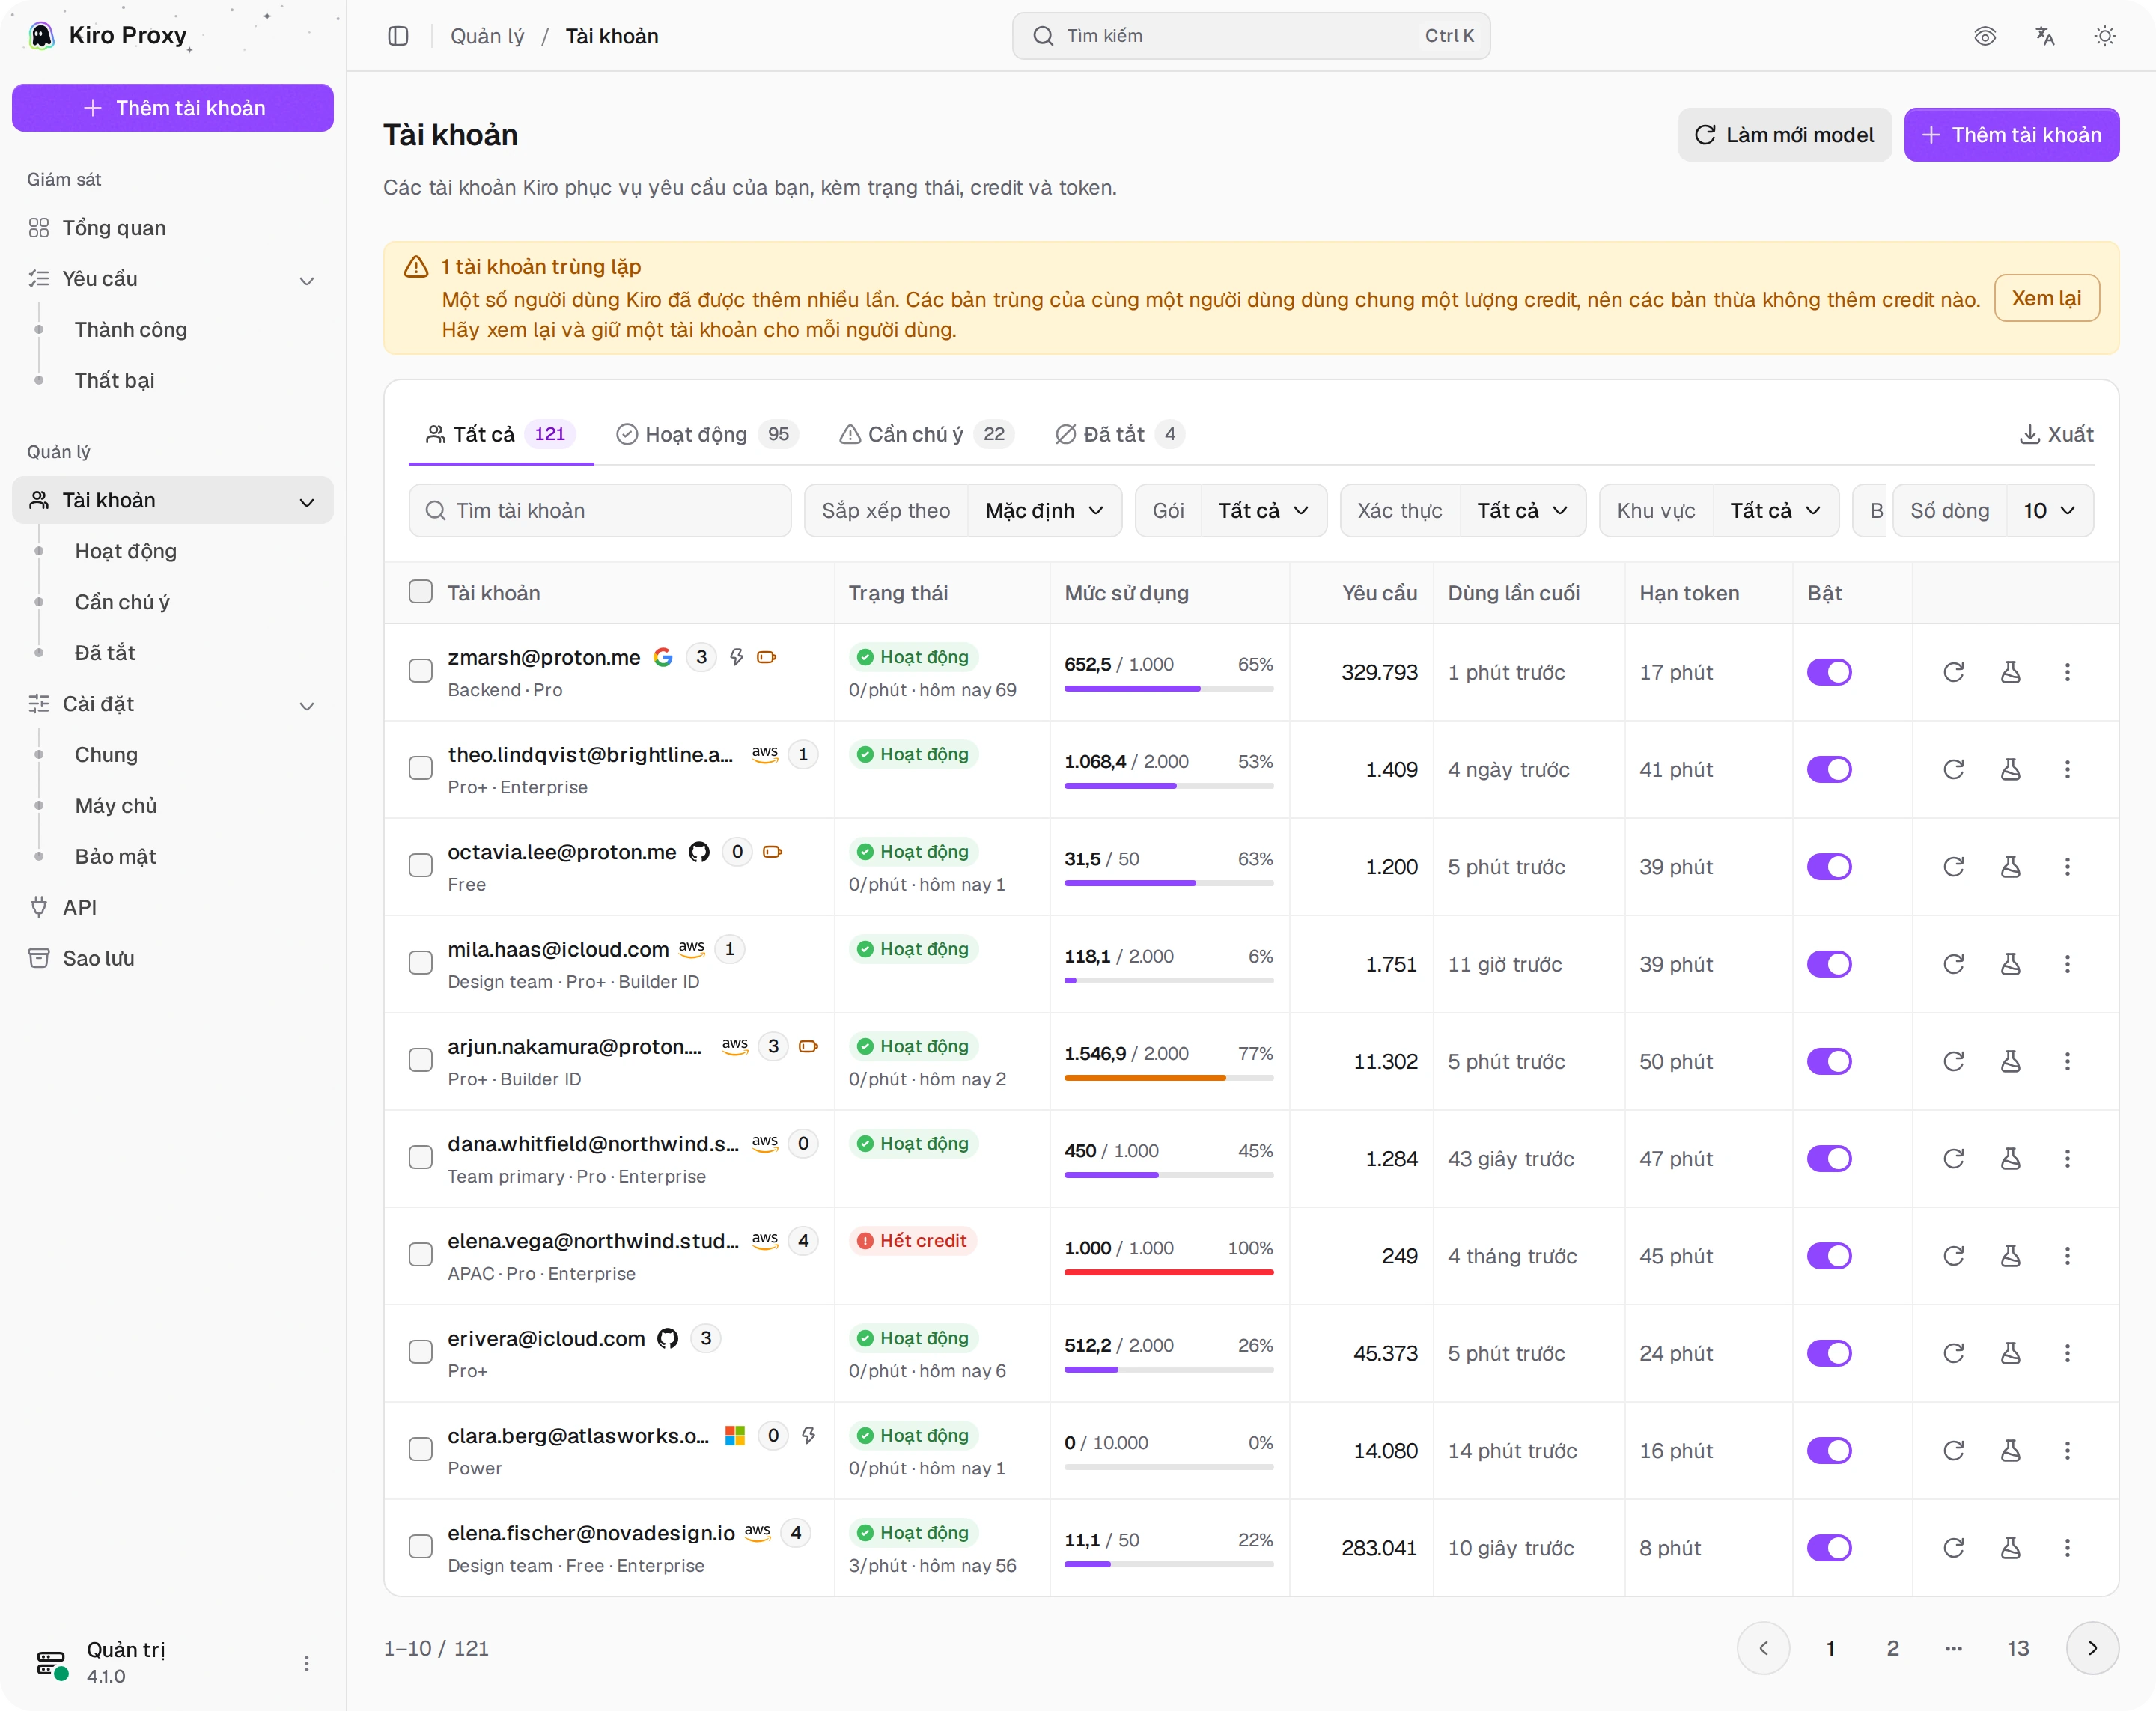 Kiro Proxy
Thêm tài khoản
Giám sát
Tổng quan
Yêu cầu
Thành công
Thất bại
Quản lý
Tài khoản
Hoạt động
Cần chú ý
Đã tắt
Cài đặt
Chung
Máy chủ
Bảo mật
API
Sao lưu
Quản trị
4.1.0
Quản lý / Tài khoản
Tìm kiếm Ctrl K
Tài khoản
Làm mới model
Thêm tài khoản
Các tài khoản Kiro phục vụ yêu cầu của bạn, kèm trạng thái, credit và token.
1 tài khoản trùng lặp
Một số người dùng Kiro đã được thêm nhiều lần. Các bản trùng của cùng một người dùng dùng chung một lượng credit, nên các bản thừa không thêm credit nào.
Hãy xem lại và giữ một tài khoản cho mỗi người dùng.
Xem lại
Tất cả 121 Hoạt động 95 Cần chú ý 22 Đã tắt 4 Xuất
Tìm tài khoản Sắp xếp theo Mặc định Gói Tất cả Xác thực Tất cả Khu vực Tất cả Số dòng 10
Tài khoản Trạng thái Mức sử dụng Yêu cầu Dùng lần cuối Hạn token Bật
zmarsh@proton.me 3 Hoạt động 652,5 / 1.000 65% 329.793 1 phút trước 17 phút
Backend · Pro 0/phút · hôm nay 69
theo.lindqvist@brightline.a... aws 1 Hoạt động 1.068,4 / 2.000 53% 1.409 4 ngày trước 41 phút
Pro+ · Enterprise
octavia.lee@proton.me 0 Hoạt động 31,5 / 50 63% 1.200 5 phút trước 39 phút
Free 0/phút · hôm nay 1
mila.haas@icloud.com aws 1 Hoạt động 118,1 / 2.000 6% 1.751 11 giờ trước 39 phút
Design team · Pro+ · Builder ID
arjun.nakamura@proton.... aws 3 Hoạt động 1.546,9 / 2.000 77% 11.302 5 phút trước 50 phút
Pro+ · Builder ID 0/phút · hôm nay 2
dana.whitfield@northwind.s... aws 0 Hoạt động 450 / 1.000 45% 1.284 43 giây trước 47 phút
Team primary · Pro · Enterprise
elena.vega@northwind.stud... aws 4 Hết credit 1.000 / 1.000 100% 249 4 tháng trước 45 phút
APAC · Pro · Enterprise
erivera@icloud.com 3 Hoạt động 512,2 / 2.000 26% 45.373 5 phút trước 24 phút
Pro+ 0/phút · hôm nay 6
clara.berg@atlasworks.o... 0 Hoạt động 0 / 10.000 0% 14.080 14 phút trước 16 phút
Power 0/phút · hôm nay 1
elena.fischer@novadesign.io aws 4 Hoạt động 11,1 / 50 22% 283.041 10 giây trước 8 phút
Design team · Free · Enterprise 3/phút · hôm nay 56
1–10 / 121
1 2 ... 13